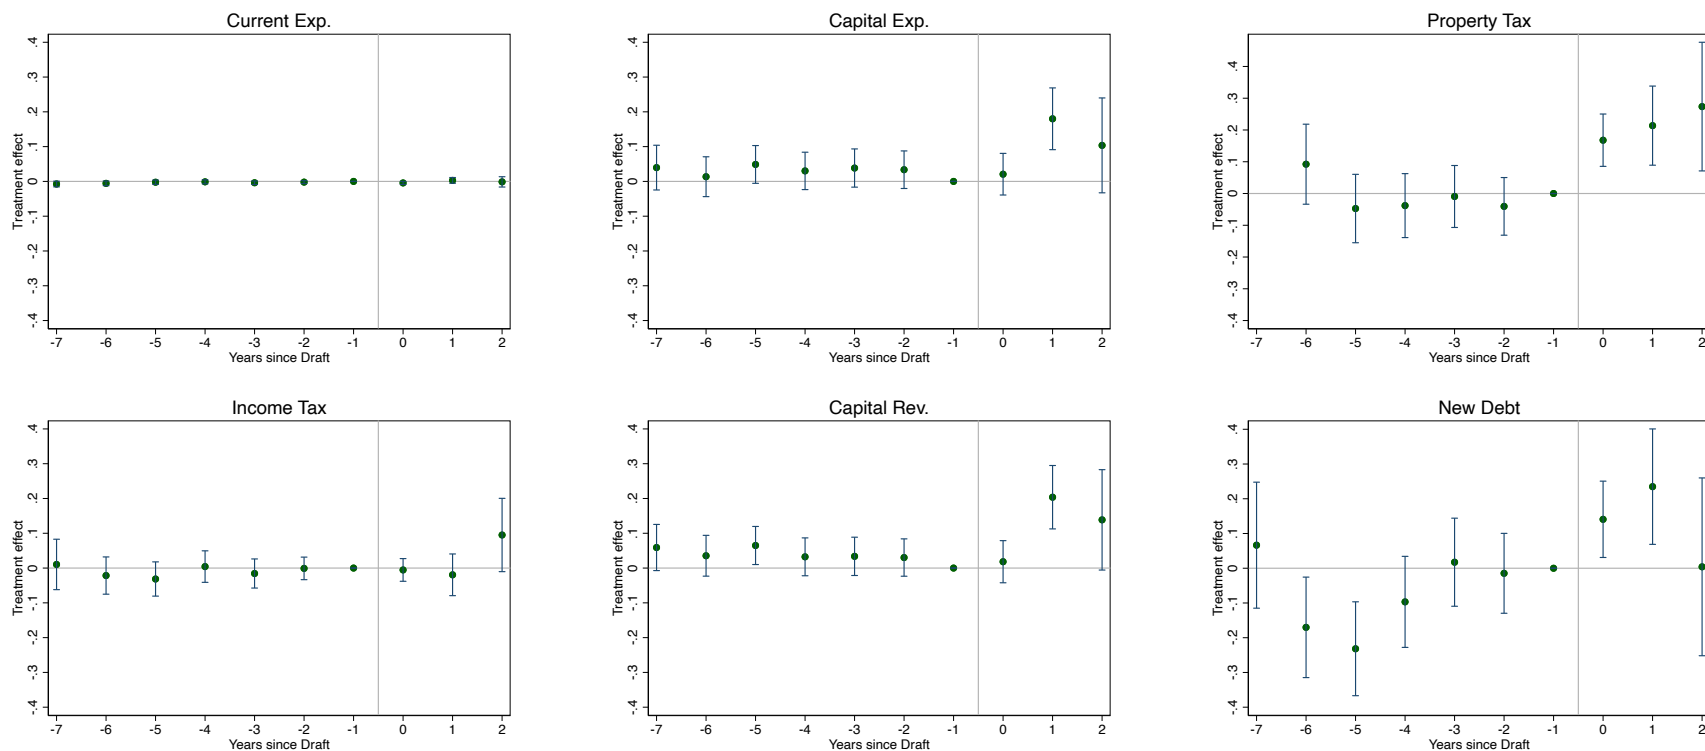 Current Exp.
Treatment effect
.4
.3
.2
.1
0
-.1
-.2
-.3
-.4
-7 -6 -5 -4 -3 -2 -1 0 1 2
Years since Draft
Capital Exp.
Treatment effect
.4
.3
.2
.1
0
-.1
-.2
-.3
-.4
-7 -6 -5 -4 -3 -2 -1 0 1 2
Years since Draft
Property Tax
Treatment effect
.4
.3
.2
.1
0
-.1
-.2
-.3
-.4
-7 -6 -5 -4 -3 -2 -1 0 1 2
Years since Draft
Income Tax
Treatment effect
.4
.3
.2
.1
0
-.1
-.2
-.3
-.4
-7 -6 -5 -4 -3 -2 -1 0 1 2
Years since Draft
Capital Rev.
Treatment effect
.4
.3
.2
.1
0
-.1
-.2
-.3
-.4
-7 -6 -5 -4 -3 -2 -1 0 1 2
Years since Draft
New Debt
Treatment effect
.4
.3
.2
.1
0
-.1
-.2
-.3
-.4
-7 -6 -5 -4 -3 -2 -1 0 1 2
Years since Draft